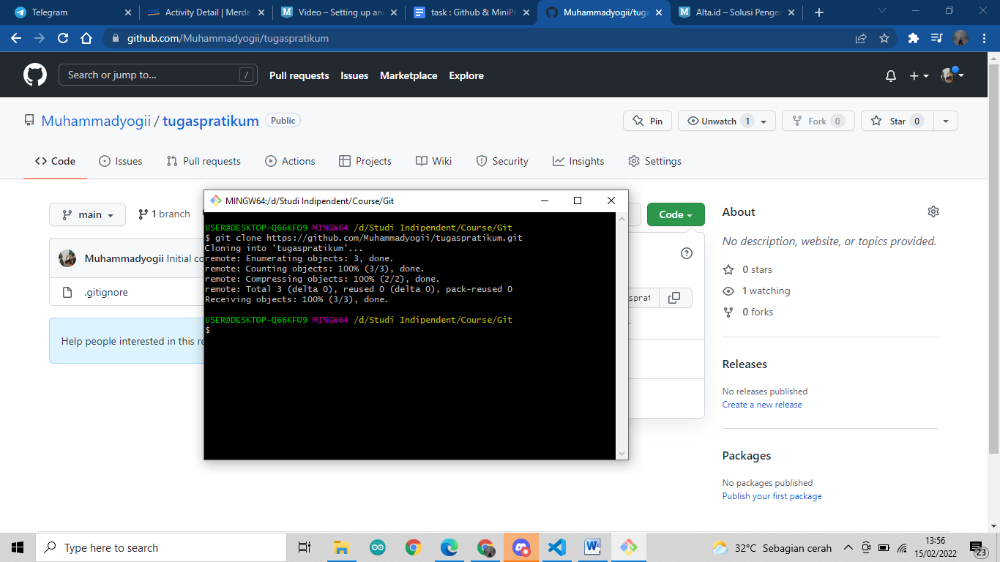 Telegram
Activity Detail | Merde
Video – Setting up an
task : Github & MiniPr
Muhammadyogii/tuga
Alta.id – Solusi Penge
github.com/Muhammadyogii/tugaspratikum
Search or jump to...
/
Pull requests
Issues
Marketplace
Explore
Muhammadyogii / tugaspratikum
Public
Pin
Unwatch 1
Fork 0
Star 0
Code
Issues
Pull requests
Actions
Projects
Wiki
Security
Insights
Settings
main
1 branch
Code
Muhammadyogii Initial co
.gitignore
Help people interested in this re
sprat
MINGW64:/d/Studi Indipendent/Course/Git
USER@DESKTOP-Q66KFO9 MINGW64 /d/Studi Indipendent/Course/Git
$ git clone https://github.com/Muhammadyogii/tugaspratikum.git
Cloning into 'tugaspratikum'...
remote: Enumerating objects: 3, done.
remote: Counting objects: 100% (3/3), done.
remote: Compressing objects: 100% (2/2), done.
remote: Total 3 (delta 0), reused 0 (delta 0), pack-reused 0
Receiving objects: 100% (3/3), done.
USER@DESKTOP-Q66KFO9 MINGW64 /d/Studi Indipendent/Course/Git
$
About
No description, website, or topics provided.
0 stars
1 watching
0 forks
Releases
No releases published
Create a new release
Packages
No packages published
Publish your first package
Type here to search
32°C Sebagian cerah
13:56
15/02/2022
23